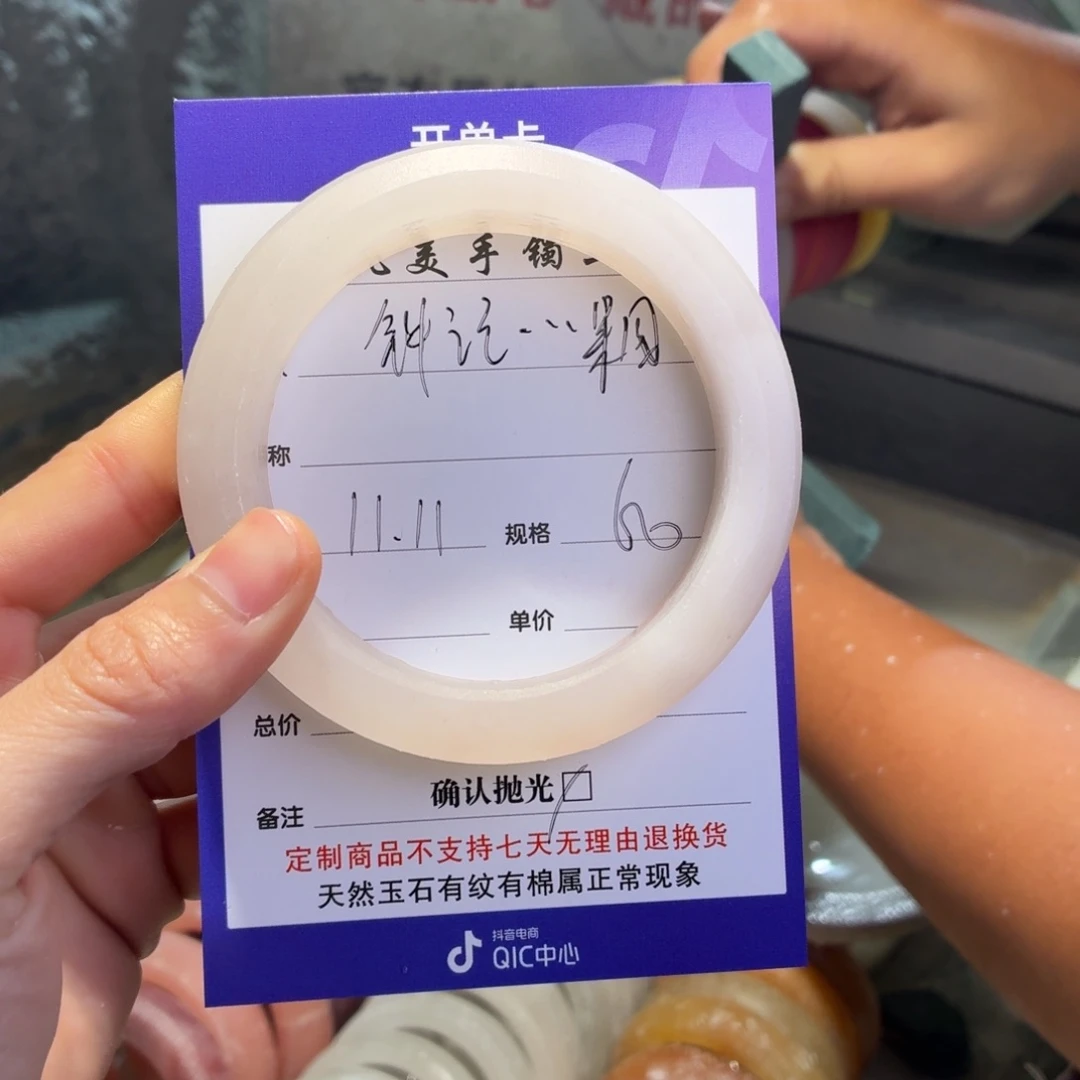 开单卡
美手镯
称
11.11 规格
单价
总价
确认抛光
备注
定制商品不支持七天无理由退换货
天然玉石有纹有棉属正常现象
抖音电商
QIC中心